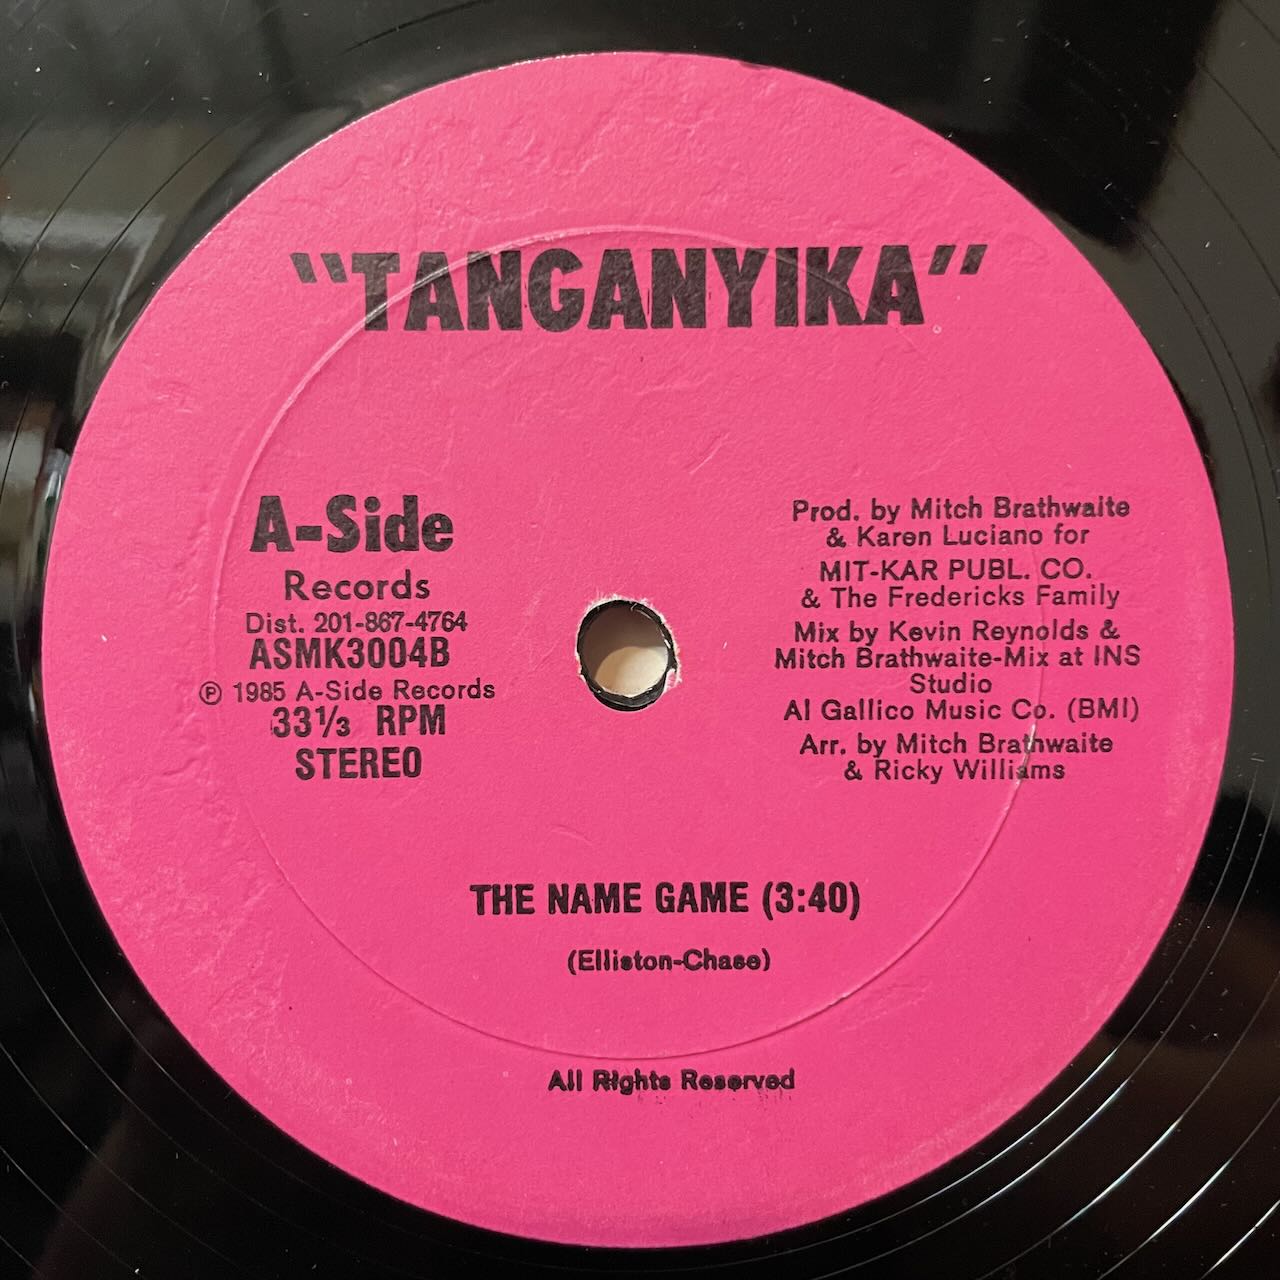 "TANGANYIKA"
A-Side
Records
Dist. 201-867-4764
ASMK3004B
℗ 1985 A-Side Records
33⅓ RPM
STEREO
Prod. by Mitch Brathwaite
& Karen Luciano for
MIT-KAR PUBL. CO.
& The Fredericks Family
Mix by Kevin Reynolds &
Mitch Brathwaite-Mix at INS
Studio
Al Gallico Music Co. (BMI)
Arr. by Mitch Brathwaite
& Ricky Williams
THE NAME GAME (3:40)
(Elliston-Chase)
All Rights Reserved